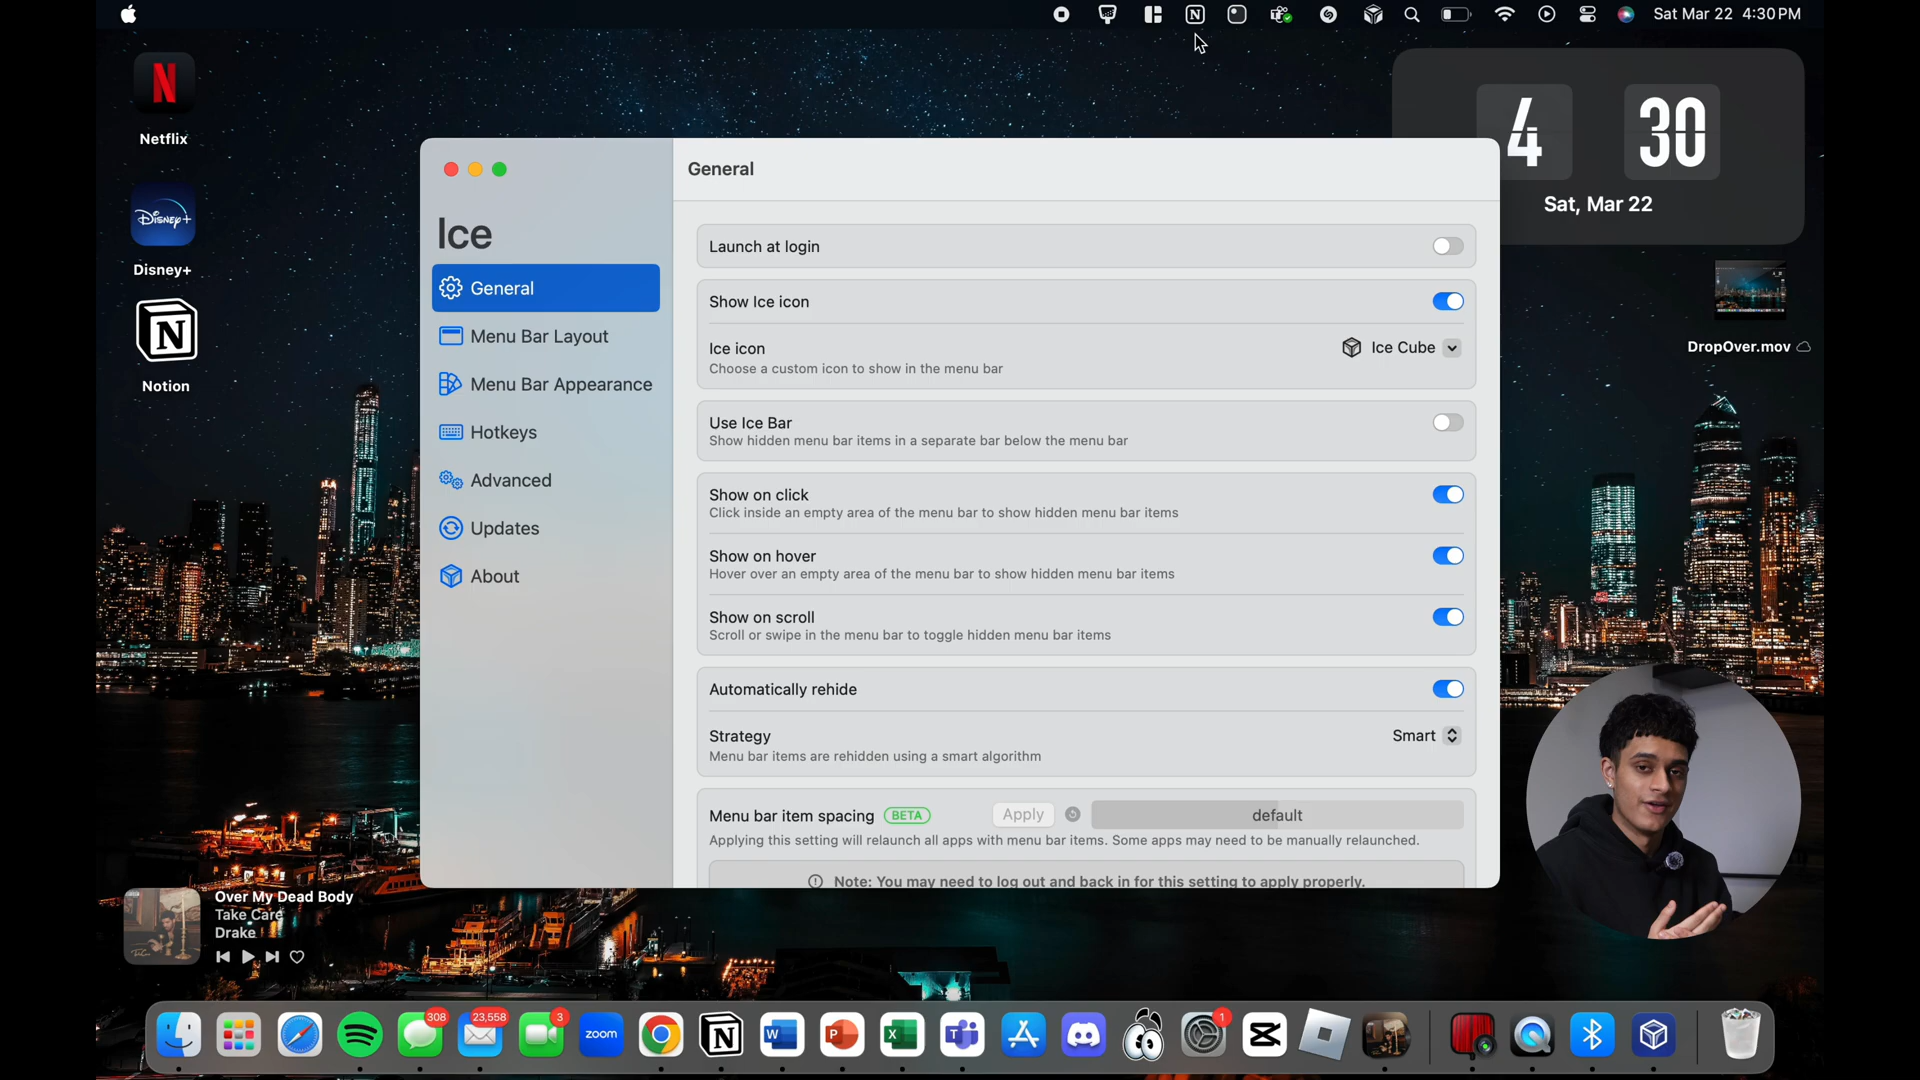 Sat Mar 22 4:30 PM
Netflix
Disney+
Disney+
Notion
4 30
Sat, Mar 22
DropOver.mov
Ice
General
Menu Bar Layout
Menu Bar Appearance
Hotkeys
Advanced
Updates
About
General
Launch at login
Show Ice icon
Ice icon
Ice Cube
Choose a custom icon to show in the menu bar
Use Ice Bar
Show hidden menu bar items in a separate bar below the menu bar
Show on click
Click inside an empty area of the menu bar to show hidden menu bar items
Show on hover
Hover over an empty area of the menu bar to show hidden menu bar items
Show on scroll
Scroll or swipe in the menu bar to toggle hidden menu bar items
Automatically rehide
Strategy
Smart
Menu bar items are rehidden using a smart algorithm
Menu bar item spacing BETA Apply default
Applying this setting will relaunch all apps with menu bar items. Some apps may need to be manually relaunched.
Note: You may need to log out and back in for this setting to apply properly.
Over My Dead Body
Take Care
Drake
308
23,558
3
1
zoom